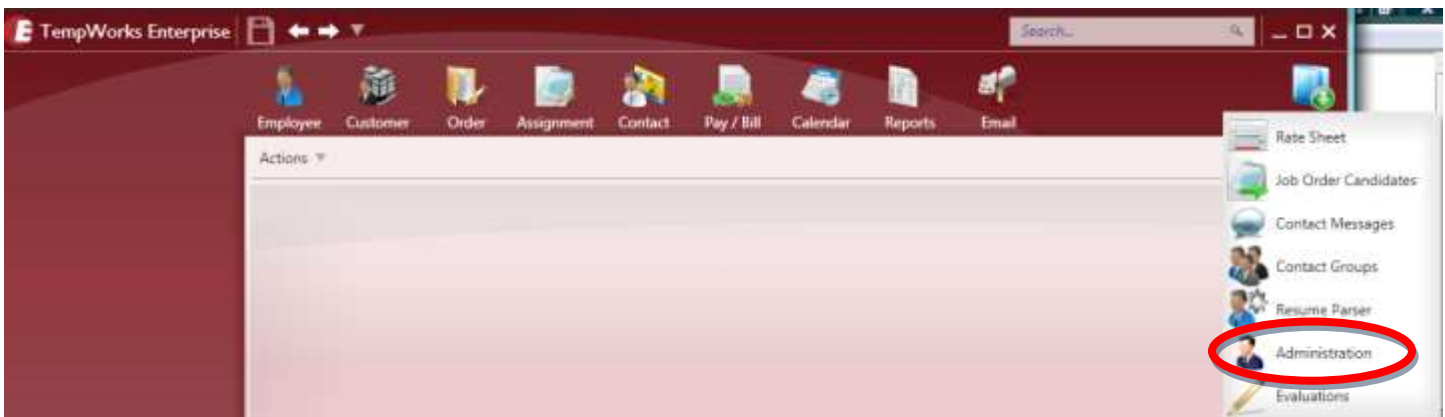 TempWorks Enterprise
Search...
Employee Customer Order Assignment Contact Pay / Bill Calendar Reports Email
Actions
Rate Sheet
Job Order Candidates
Contact Messages
Contact Groups
Resume Parser
Administration
Evaluations